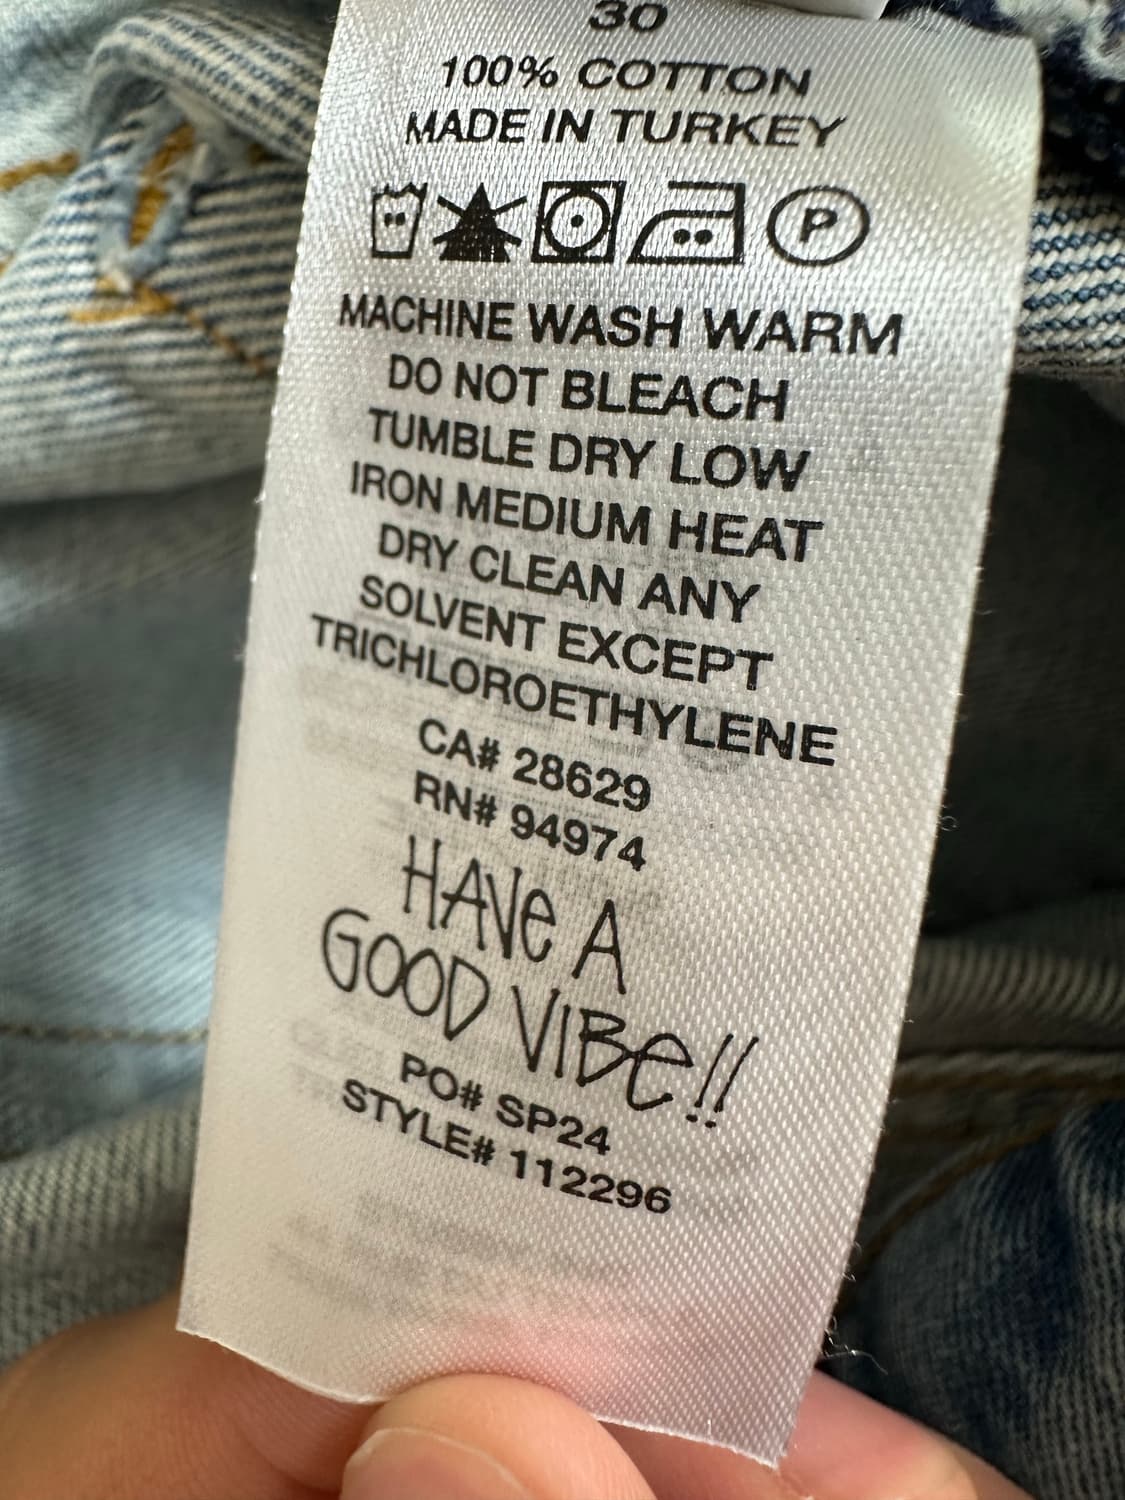 30
100% COTTON
MADE IN TURKEY
P
MACHINE WASH WARM
DO NOT BLEACH
TUMBLE DRY LOW
IRON MEDIUM HEAT
DRY CLEAN ANY
SOLVENT EXCEPT
TRICHLOROETHYLENE
CA# 28629
RN# 94974
HAVe A
GOOD VIBe!!
PO# SP24
STYLE# 112296